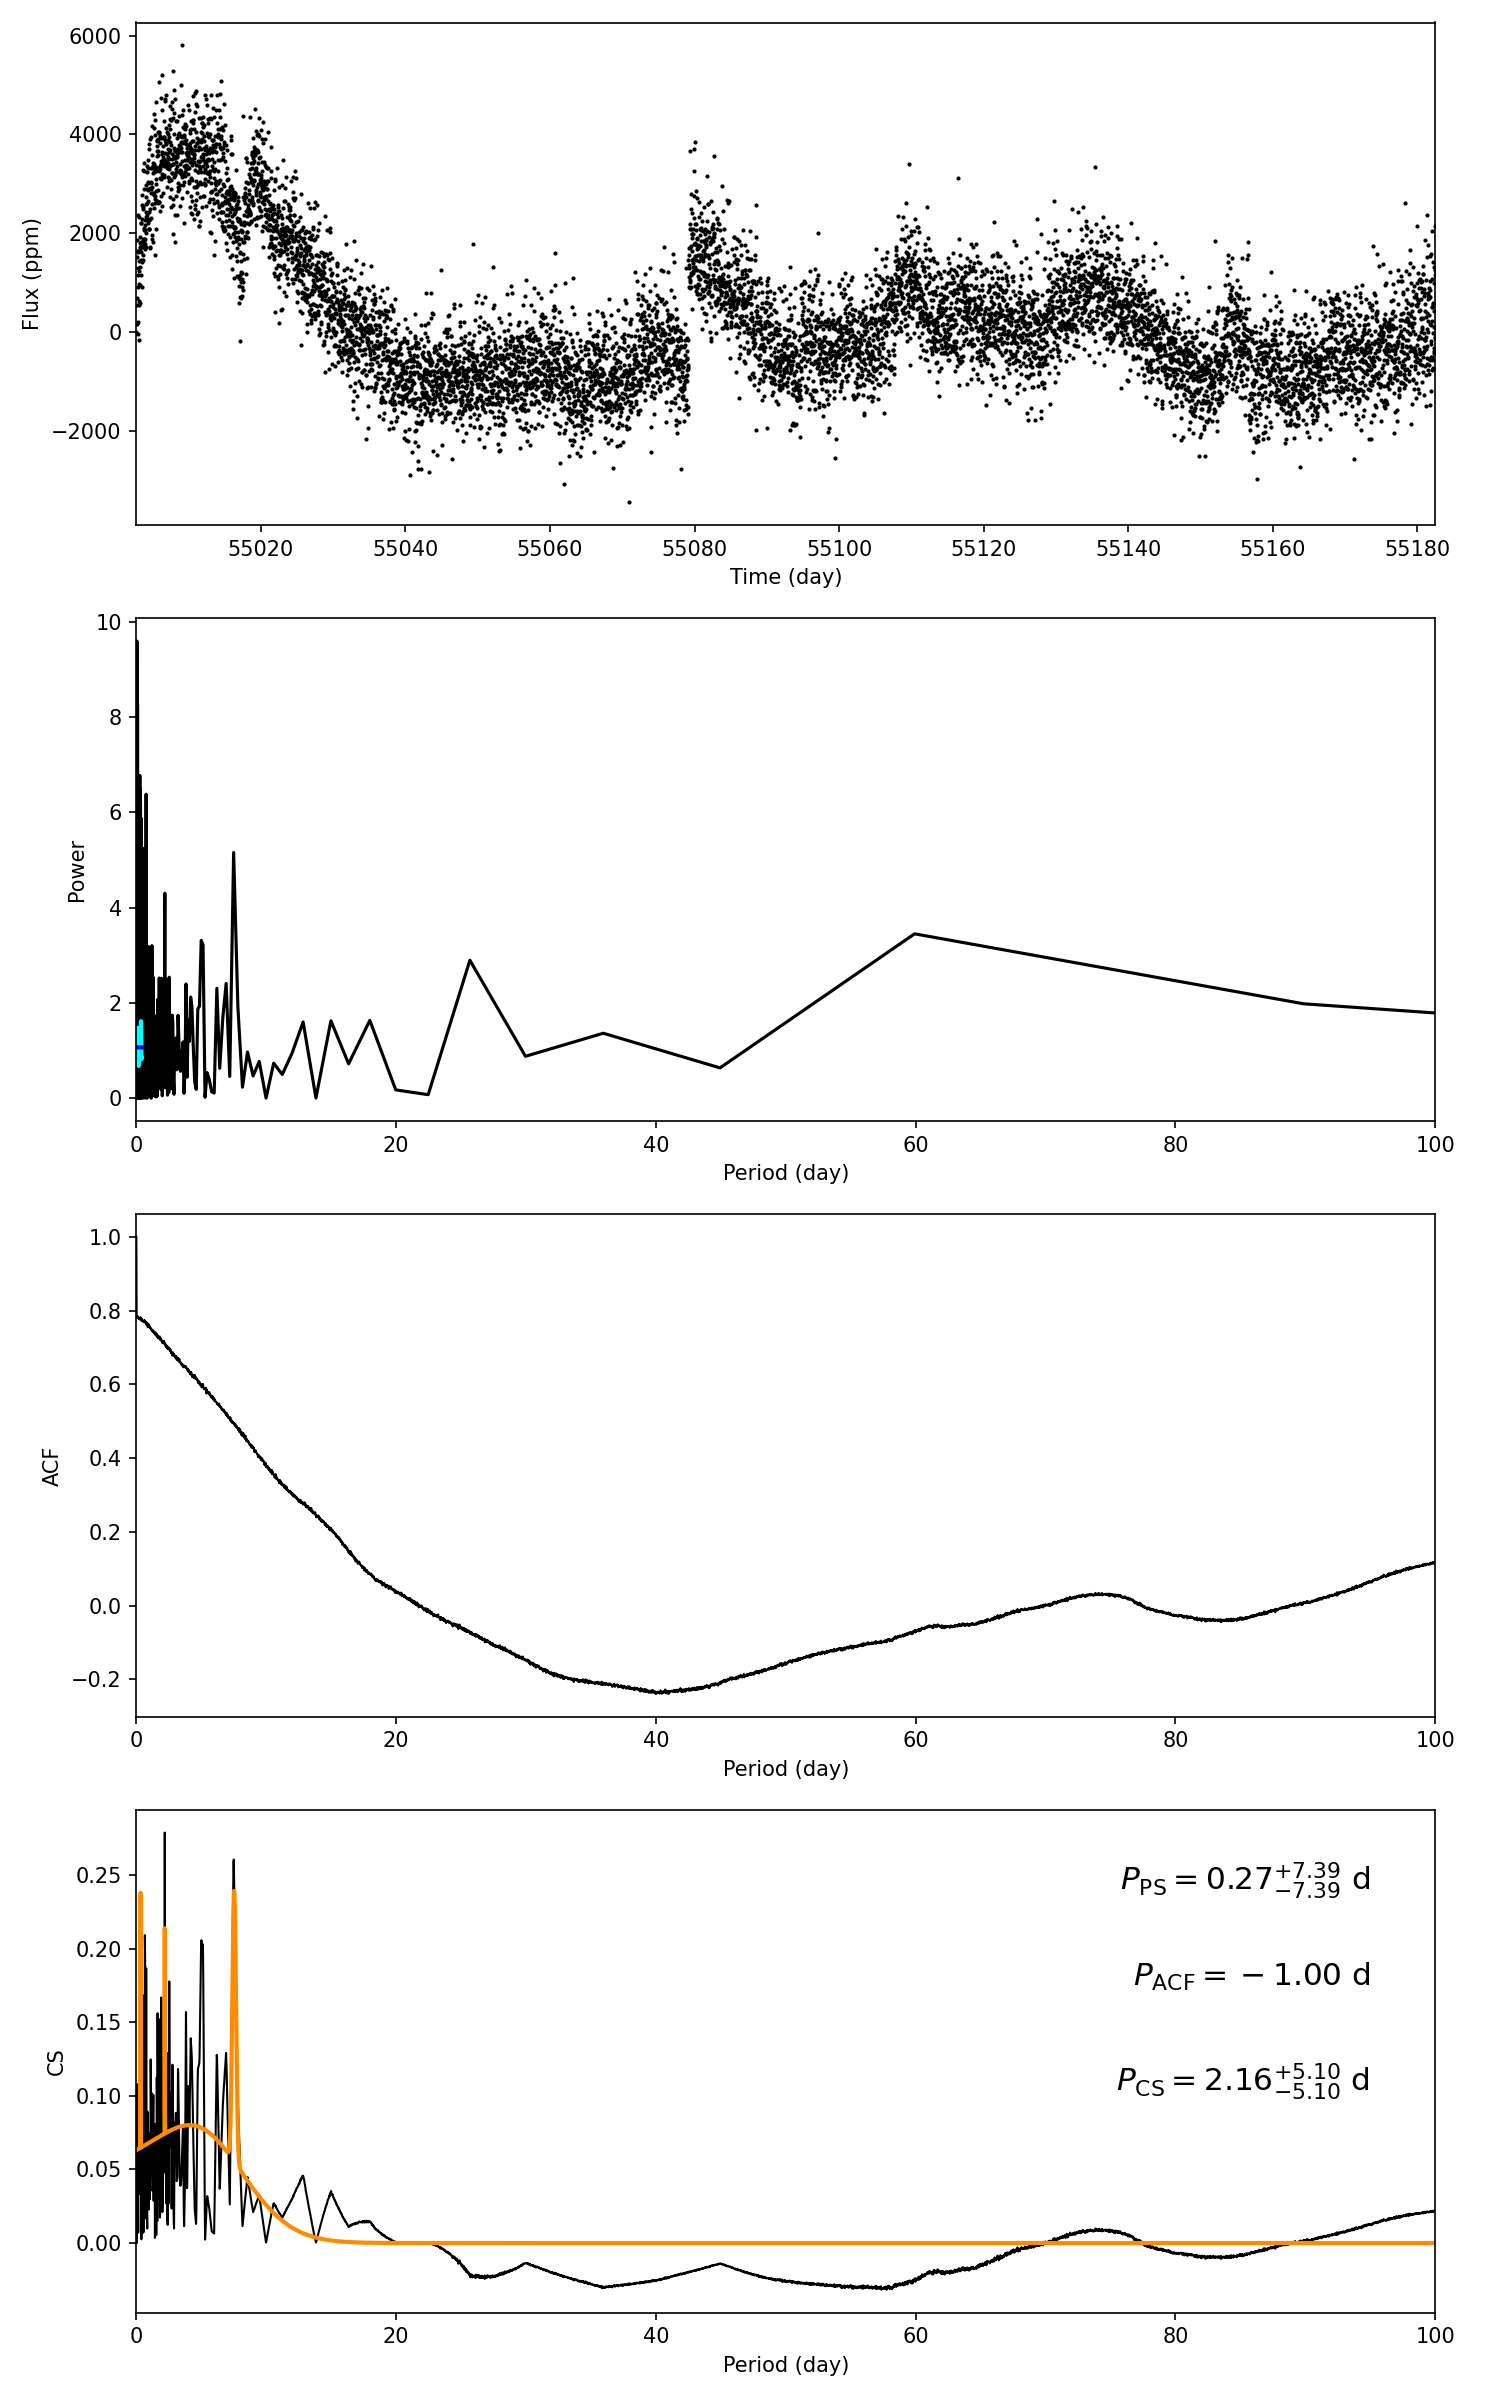 6000
4000
2000
0
−2000
Flux (ppm)
55020 55040 55060 55080 55100 55120 55140 55160 55180
Time (day)
10
8
6
4
2
0
Power
0 20 40 60 80 100
Period (day)
1.0
0.8
0.6
0.4
0.2
0.0
−0.2
ACF
0 20 40 60 80 100
Period (day)
0.25
0.20
0.15
0.10
0.05
0.00
CS
P_PS = 0.27^{+7.39}_{−7.39} d
P_ACF = −1.00 d
P_CS = 2.16^{+5.10}_{−5.10} d
0 20 40 60 80 100
Period (day)